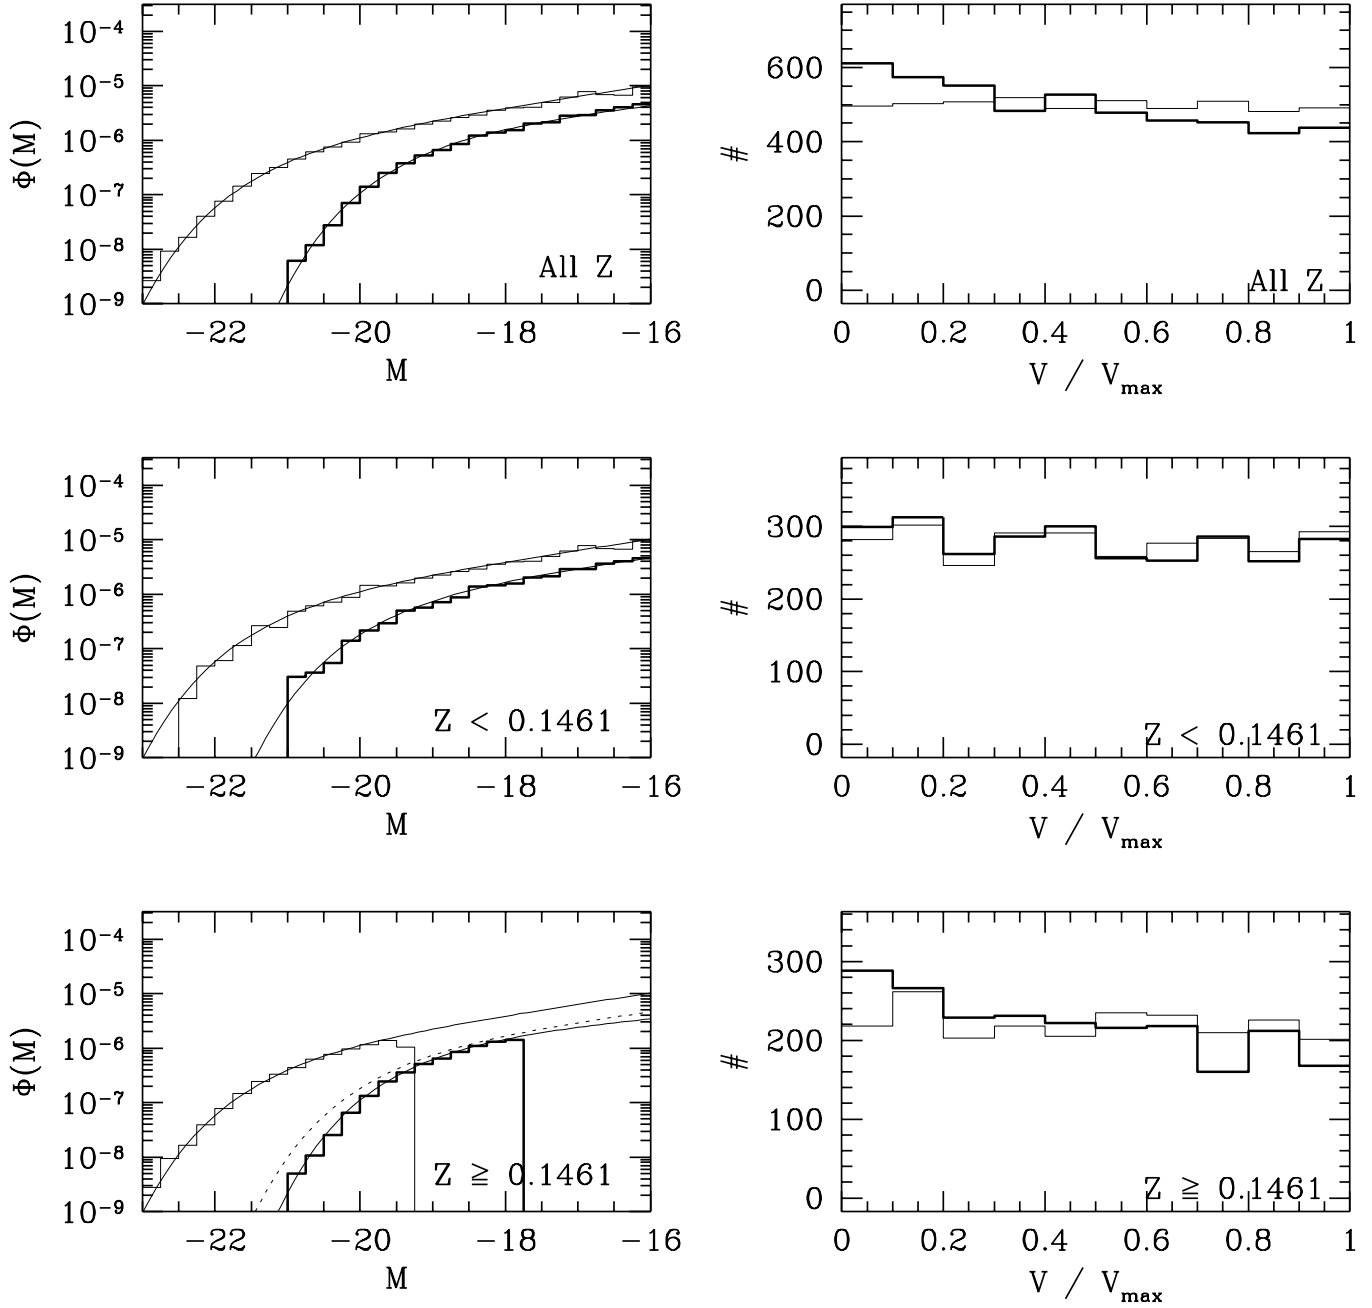 10⁻⁴
10⁻⁵
10⁻⁶
10⁻⁷
10⁻⁸
10⁻⁹
Φ(M)
All Z
−22 −20 −18 −16
M
600
400
200
0
#
All Z
0 0.2 0.4 0.6 0.8 1
V / Vmax
10⁻⁴
10⁻⁵
10⁻⁶
10⁻⁷
10⁻⁸
10⁻⁹
Φ(M)
Z < 0.1461
−22 −20 −18 −16
M
300
200
100
0
#
Z < 0.1461
0 0.2 0.4 0.6 0.8 1
V / Vmax
10⁻⁴
10⁻⁵
10⁻⁶
10⁻⁷
10⁻⁸
10⁻⁹
Φ(M)
Z ≧ 0.1461
−22 −20 −18 −16
M
300
200
100
0
#
Z ≧ 0.1461
0 0.2 0.4 0.6 0.8 1
V / Vmax